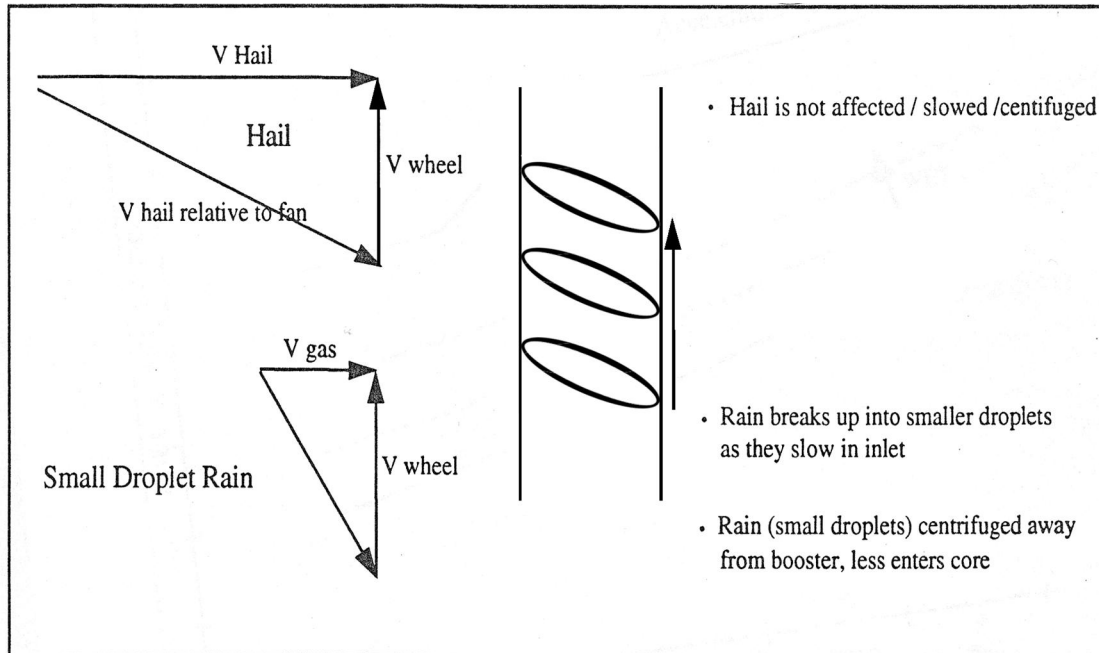 V Hail
Hail
V wheel
V hail relative to fan
V gas
V wheel
Small Droplet Rain
• Hail is not affected / slowed /centifuged
• Rain breaks up into smaller droplets
as they slow in inlet
• Rain (small droplets) centrifuged away
from booster, less enters core